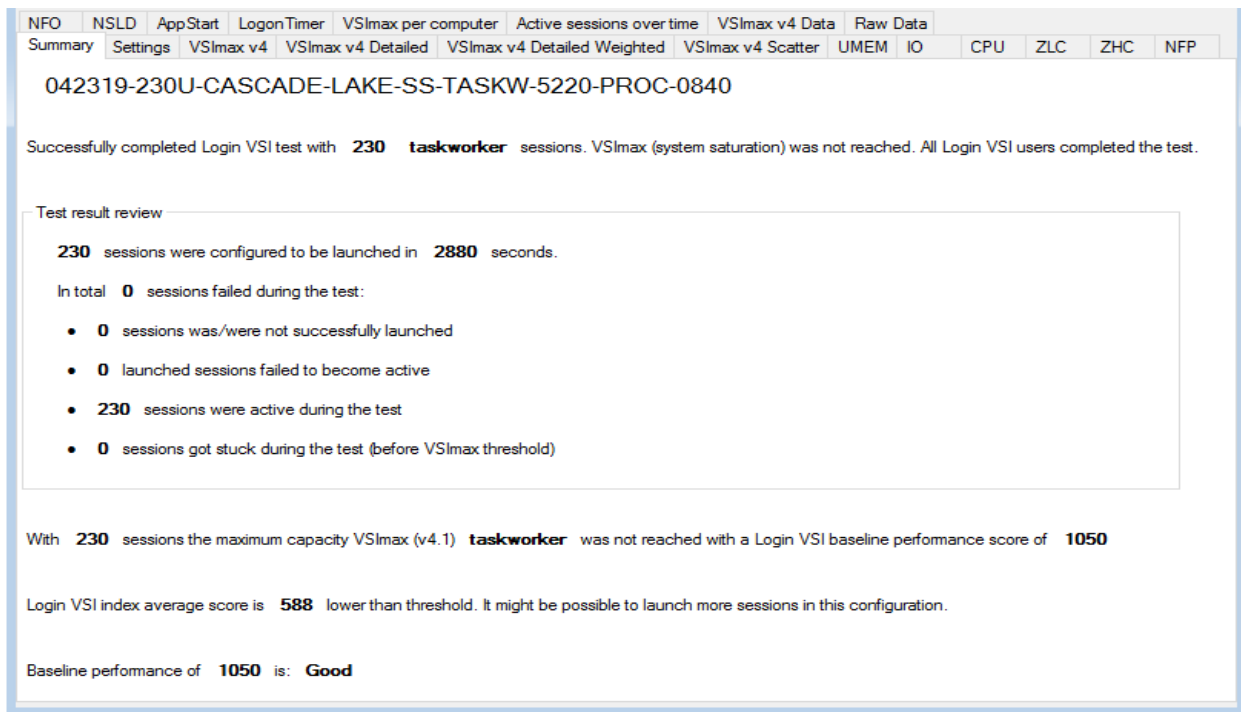 NFO NSLD AppStart LogonTimer VSImax per computer Active sessions over time VSImax v4 Data Raw Data
Summary Settings VSImax v4 VSImax v4 Detailed VSImax v4 Detailed Weighted VSImax v4 Scatter UMEM IO CPU ZLC ZHC NFP
042319-230U-CASCADE-LAKE-SS-TASKW-5220-PROC-0840
Successfully completed Login VSI test with 230 taskworker sessions. VSImax (system saturation) was not reached. All Login VSI users completed the test.
Test result review
230 sessions were configured to be launched in 2880 seconds.
In total 0 sessions failed during the test:
• 0 sessions was/were not successfully launched
• 0 launched sessions failed to become active
• 230 sessions were active during the test
• 0 sessions got stuck during the test (before VSImax threshold)
With 230 sessions the maximum capacity VSImax (v4.1) taskworker was not reached with a Login VSI baseline performance score of 1050
Login VSI index average score is 588 lower than threshold. It might be possible to launch more sessions in this configuration.
Baseline performance of 1050 is: Good